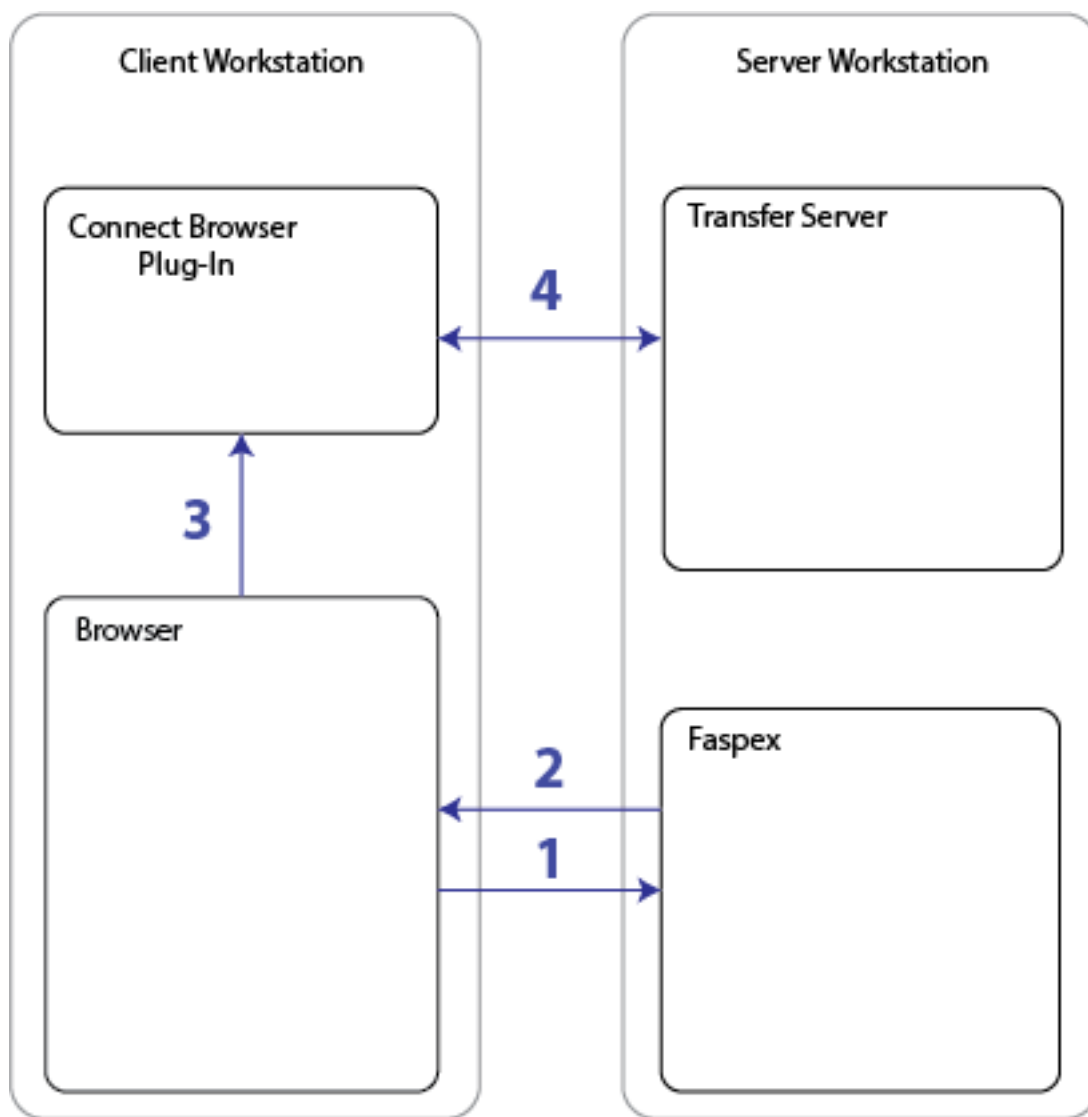 Client Workstation
Server Workstation
Connect Browser
Plug-In
Transfer Server
4
3
Browser
Faspex
2
1